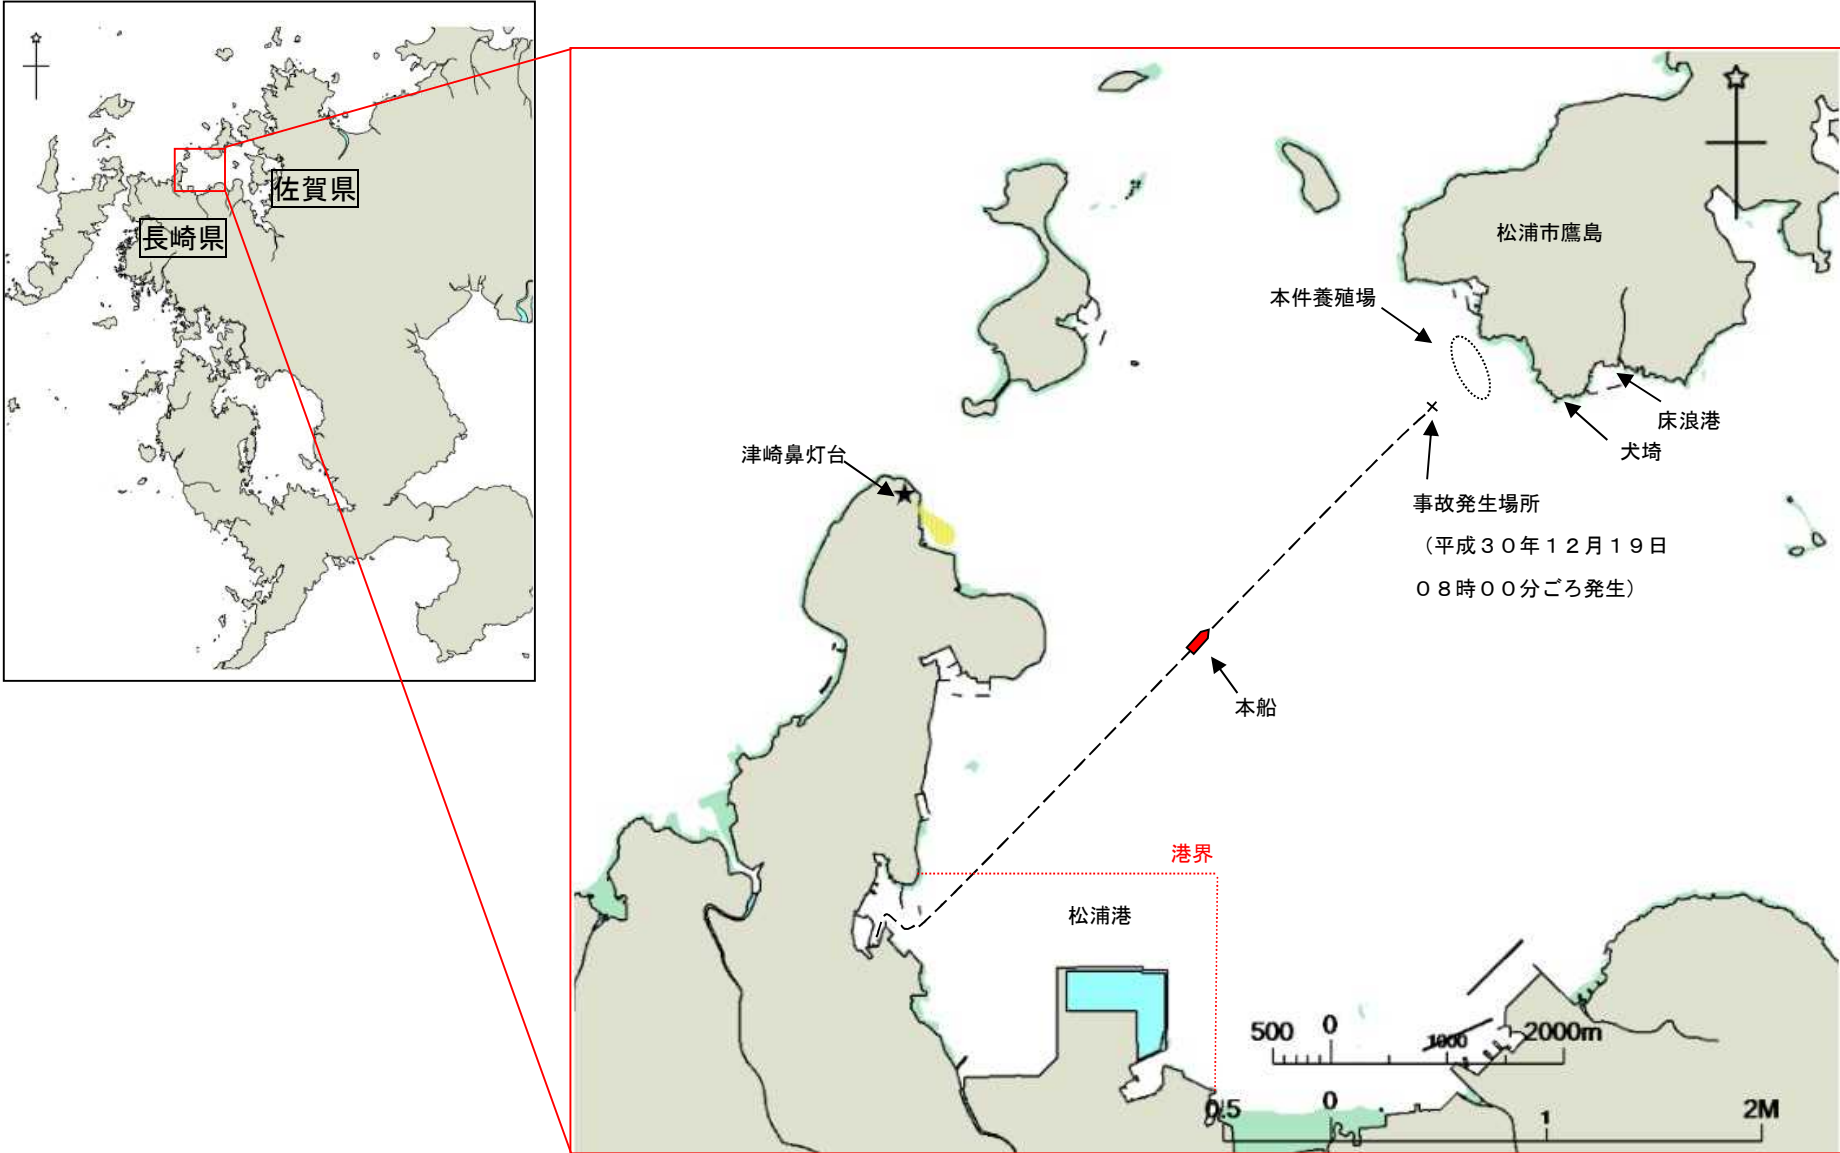 佐賀県
長崎県
松浦市鷹島
本件養殖場
床浪港
犬埼
津崎鼻灯台
事故発生場所
（平成３０年１２月１９日
０８時００分ごろ発生）
本船
港界
松浦港
500 0 1000 2000m
0.5 0 1 2M